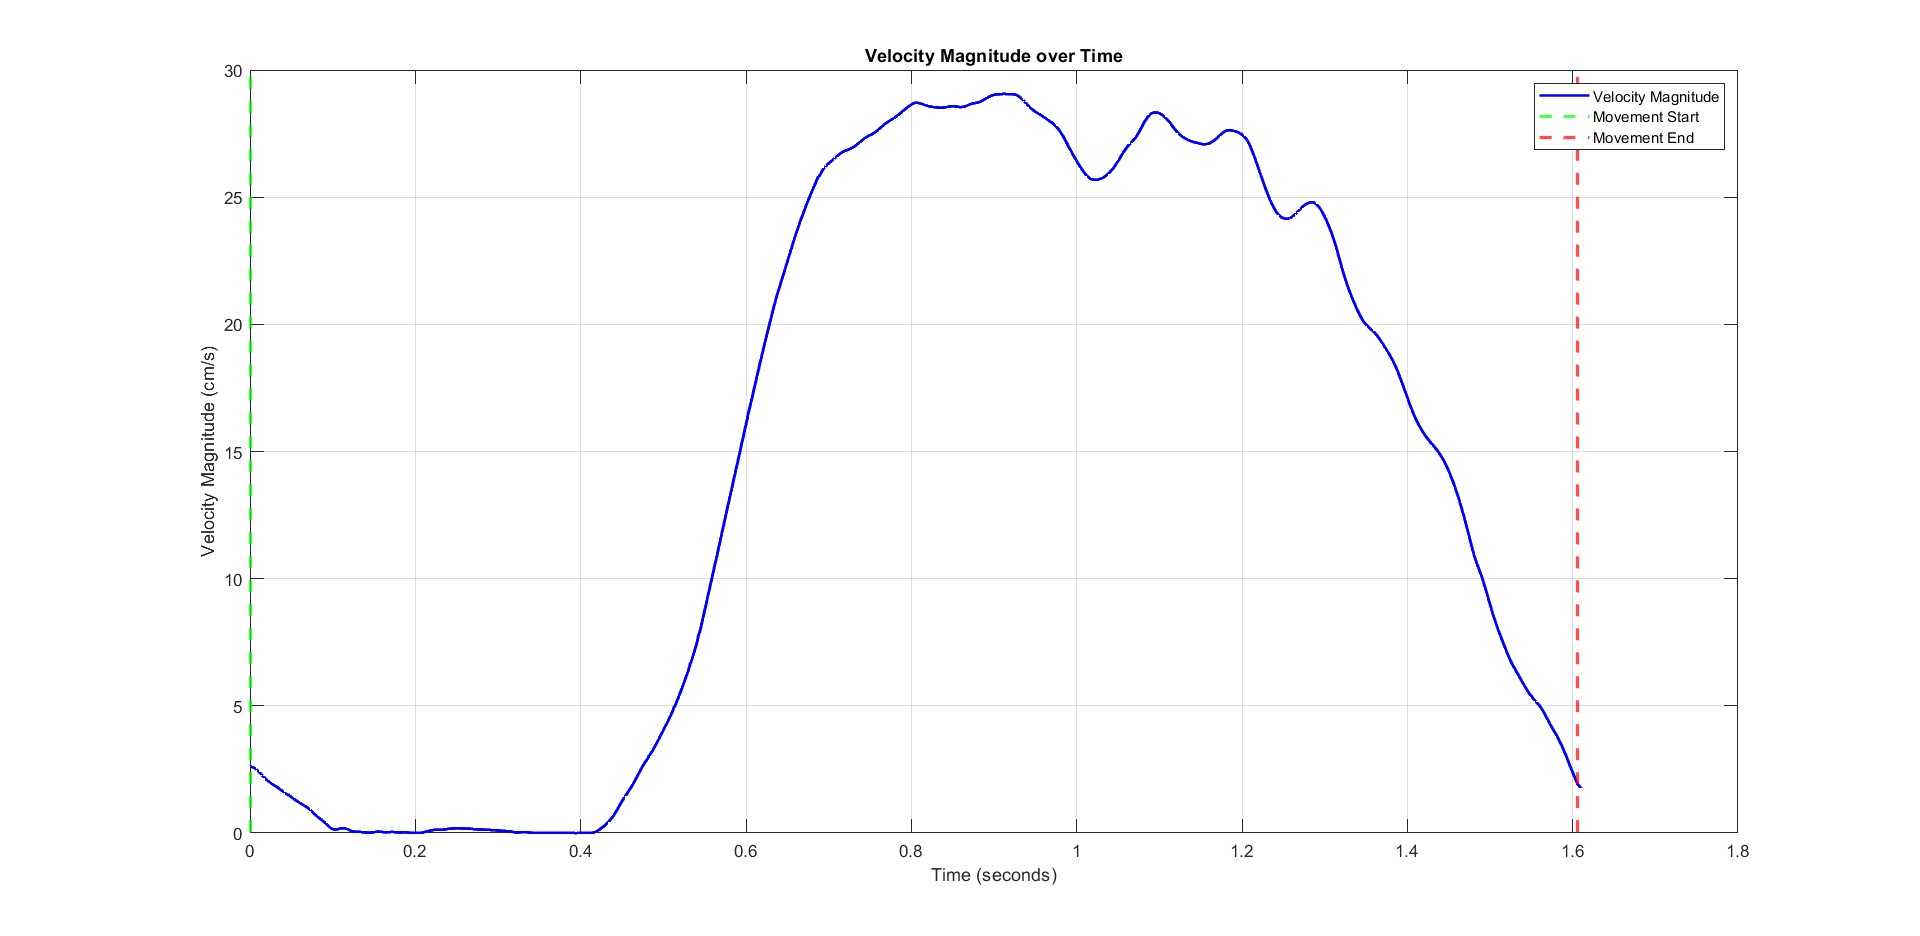 Velocity Magnitude over Time
Velocity Magnitude (cm/s)
30
25
20
15
10
5
0
Velocity Magnitude
Movement Start
Movement End
0 0.2 0.4 0.6 0.8 1 1.2 1.4 1.6 1.8
Time (seconds)